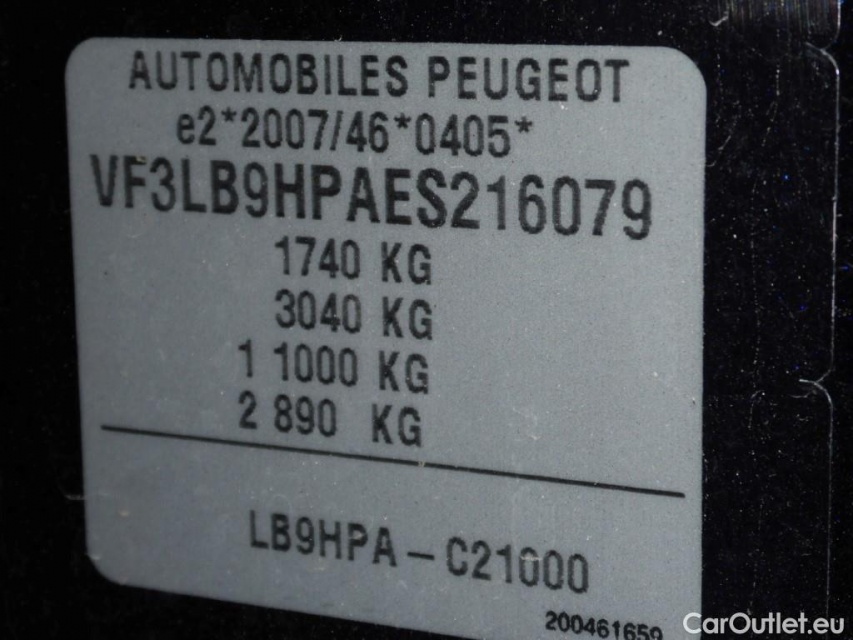 AUTOMOBILES PEUGEOT
e2*2007/46*0405*
VF3LB9HPAES216079
1740 KG
3040 KG
1 1000 KG
2 890 KG
LB9HPA - C21000
200461659
CarOutlet.eu